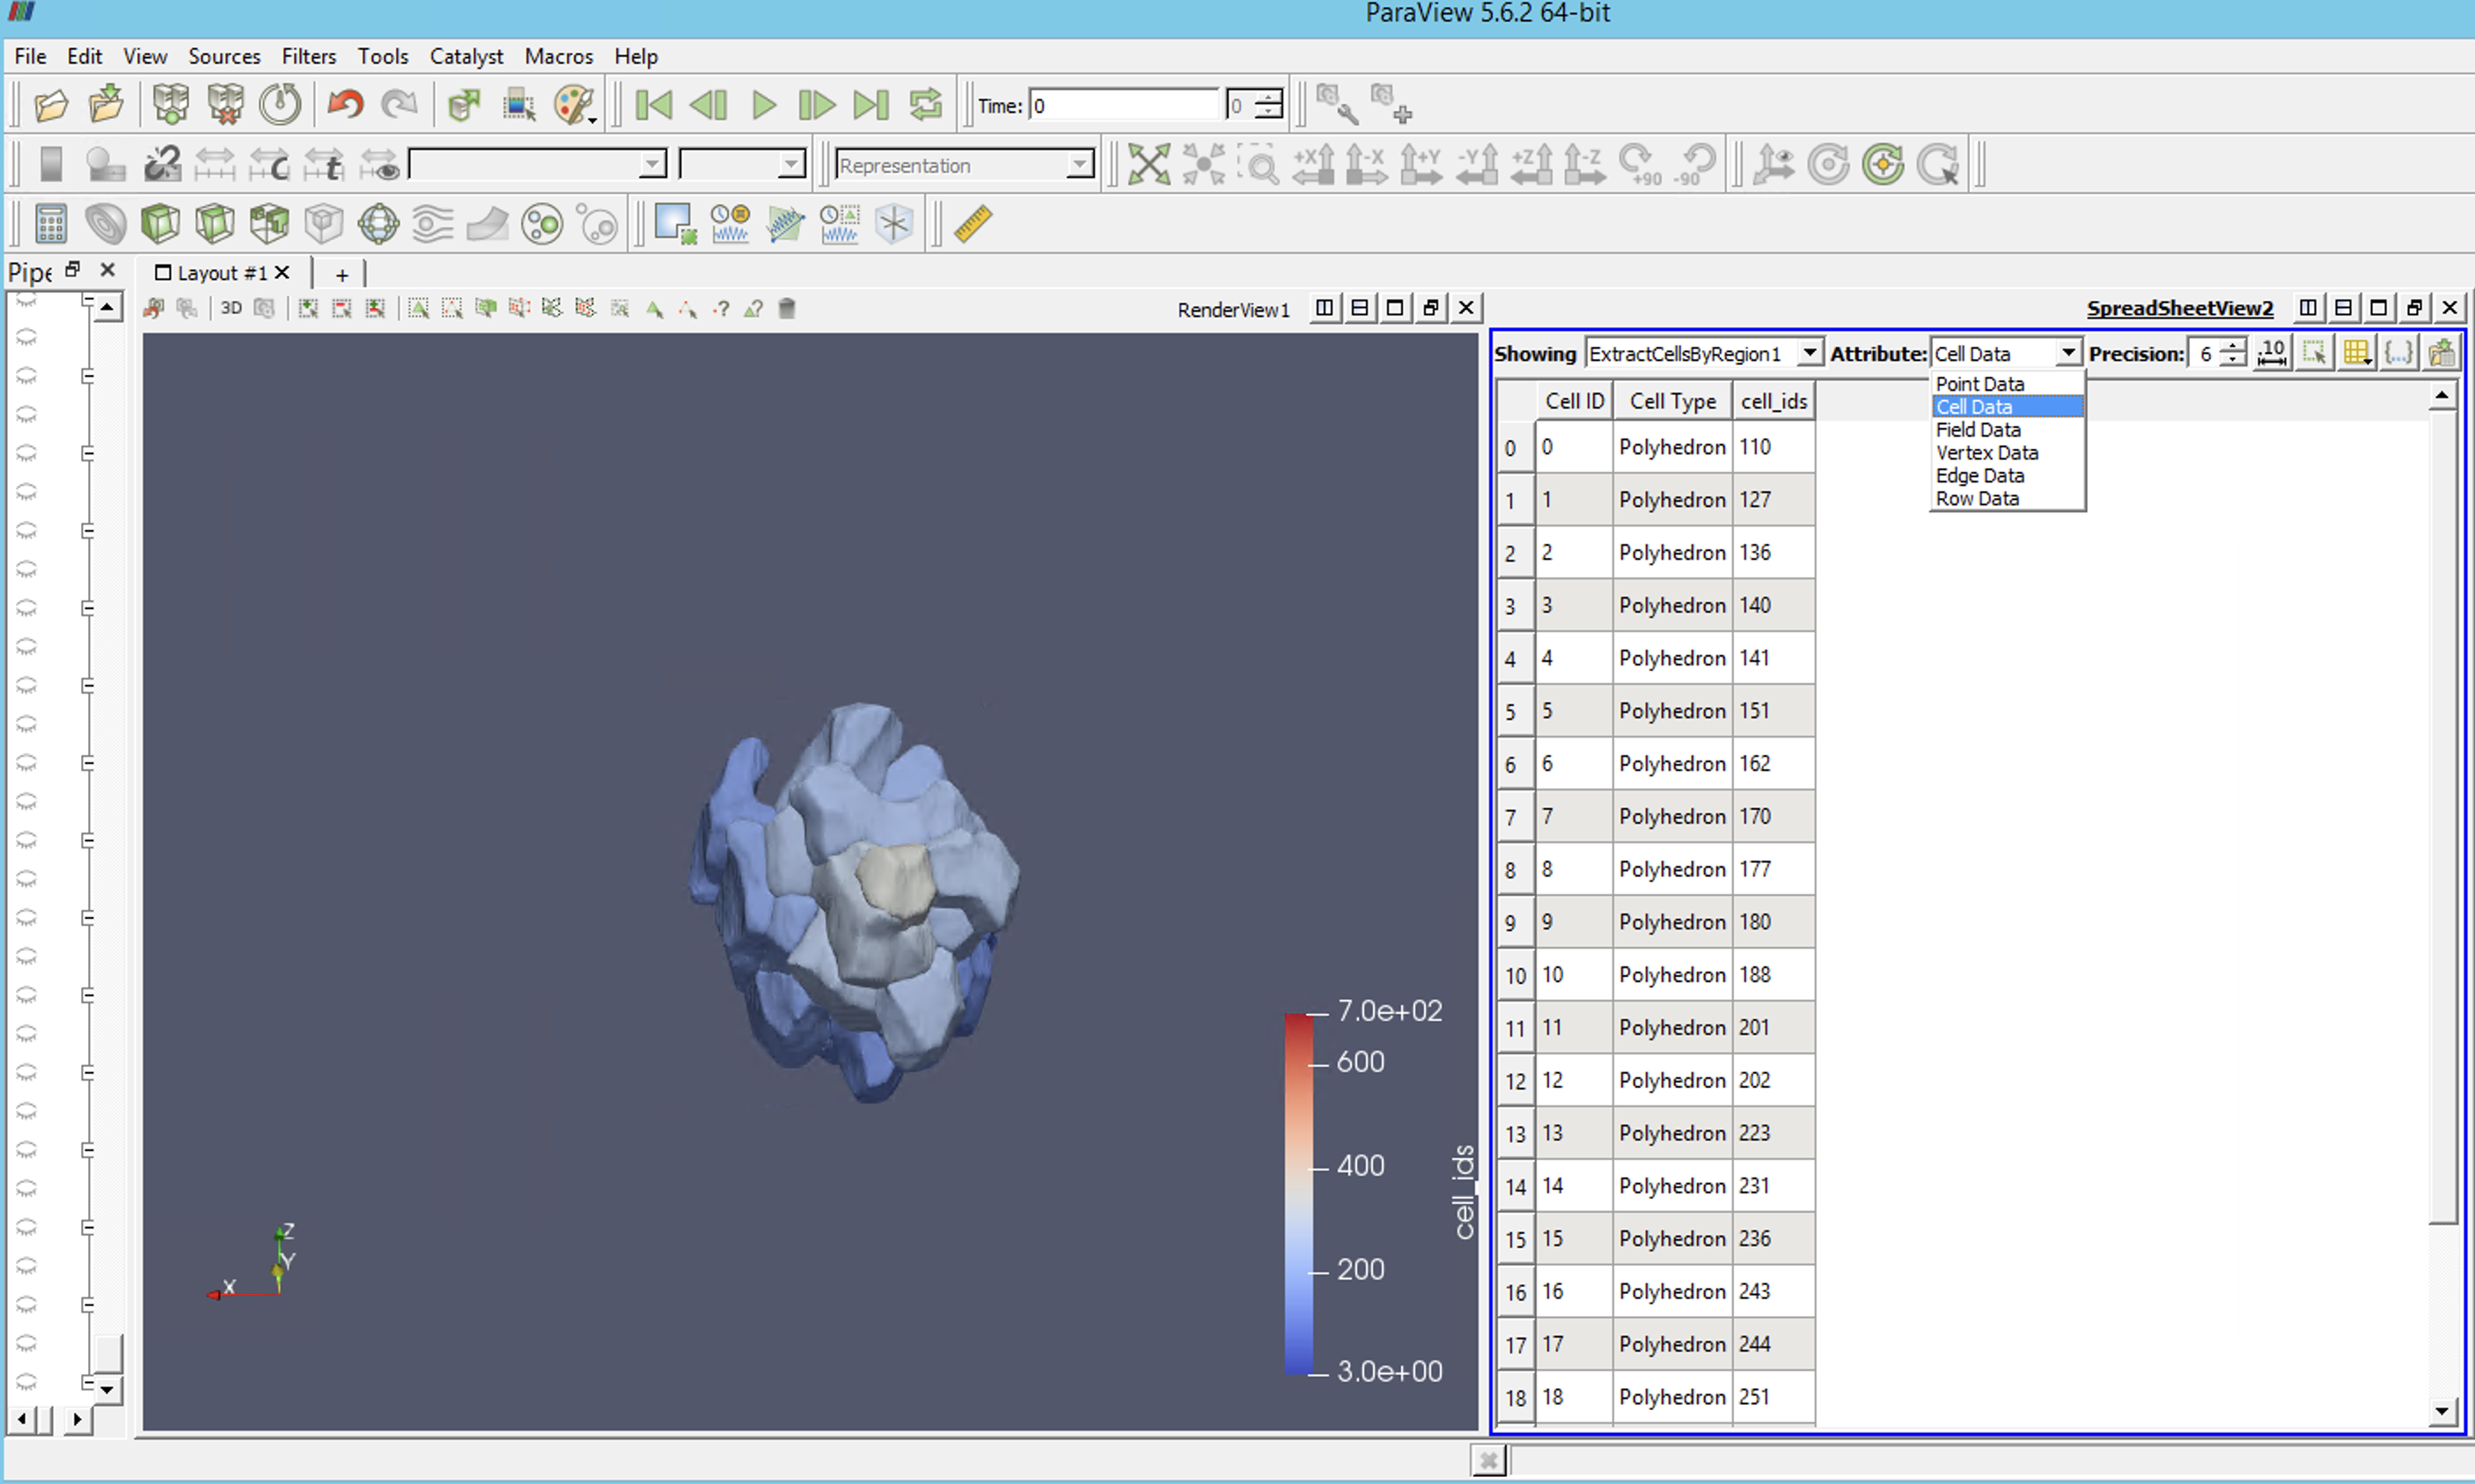 ParaView 5.6.2 64-bit
File Edit View Sources Filters Tools Catalyst Macros Help
Time: 0 0
C t Representation +X -X +Y -Y +Z -Z +90 -90
Pipe Layout #1 +
3D RenderView1 SpreadSheetView2
Showing ExtractCellsByRegion1 Attribute: Cell Data Precision: 6 .10 {...}
Point Data
Cell Data
Field Data
Vertex Data
Edge Data
Row Data
Cell ID Cell Type cell_ids
0 0 Polyhedron 110
1 1 Polyhedron 127
2 2 Polyhedron 136
3 3 Polyhedron 140
4 4 Polyhedron 141
5 5 Polyhedron 151
6 6 Polyhedron 162
7 7 Polyhedron 170
8 8 Polyhedron 177
9 9 Polyhedron 180
10 10 Polyhedron 188
11 11 Polyhedron 201
12 12 Polyhedron 202
13 13 Polyhedron 223
14 14 Polyhedron 231
15 15 Polyhedron 236
16 16 Polyhedron 243
17 17 Polyhedron 244
18 18 Polyhedron 251
7.0e+02
600
400
200
3.0e+00
cell_ids
Z
Y
X